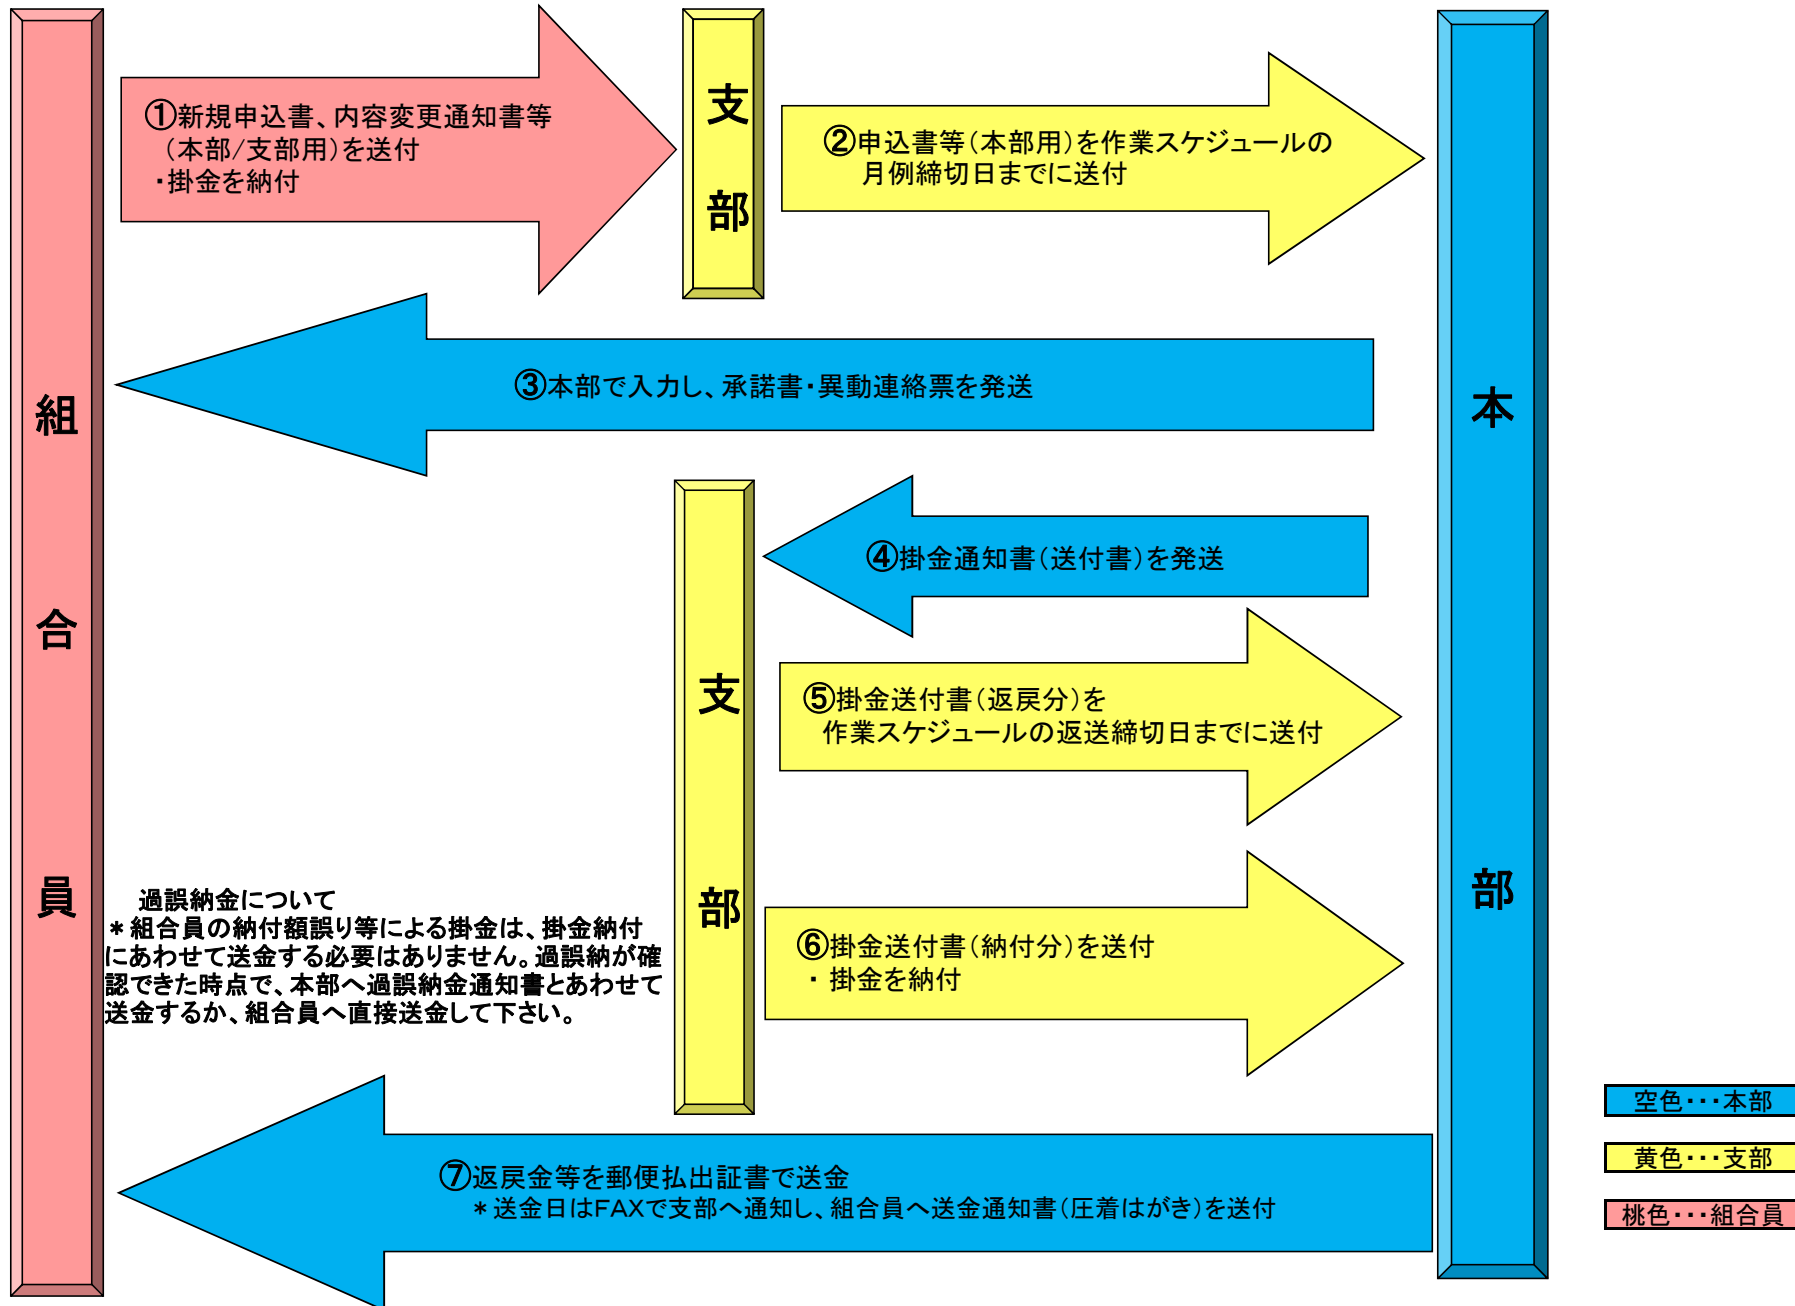 ①新規申込書、内容変更通知書等
（本部/支部用）を送付
・掛金を納付
支
部
②申込書等（本部用）を作業スケジュールの
月例締切日までに送付
③本部で入力し、承諾書・異動連絡票を発送
組
合
員
本
部
④掛金通知書（送付書）を発送
支
部
⑤掛金送付書（返戻分）を
作業スケジュールの返送締切日までに送付
過誤納金について
＊組合員の納付額誤り等による掛金は、掛金納付
にあわせて送金する必要はありません。過誤納が確
認できた時点で、本部へ過誤納金通知書とあわせて
送金するか、組合員へ直接送金して下さい。
⑥掛金送付書（納付分）を送付
・ 掛金を納付
⑦返戻金等を郵便払出証書で送金
＊送金日はFAXで支部へ通知し、組合員へ送金通知書（圧着はがき）を送付
空色・・・本部
黄色・・・支部
桃色・・・組合員